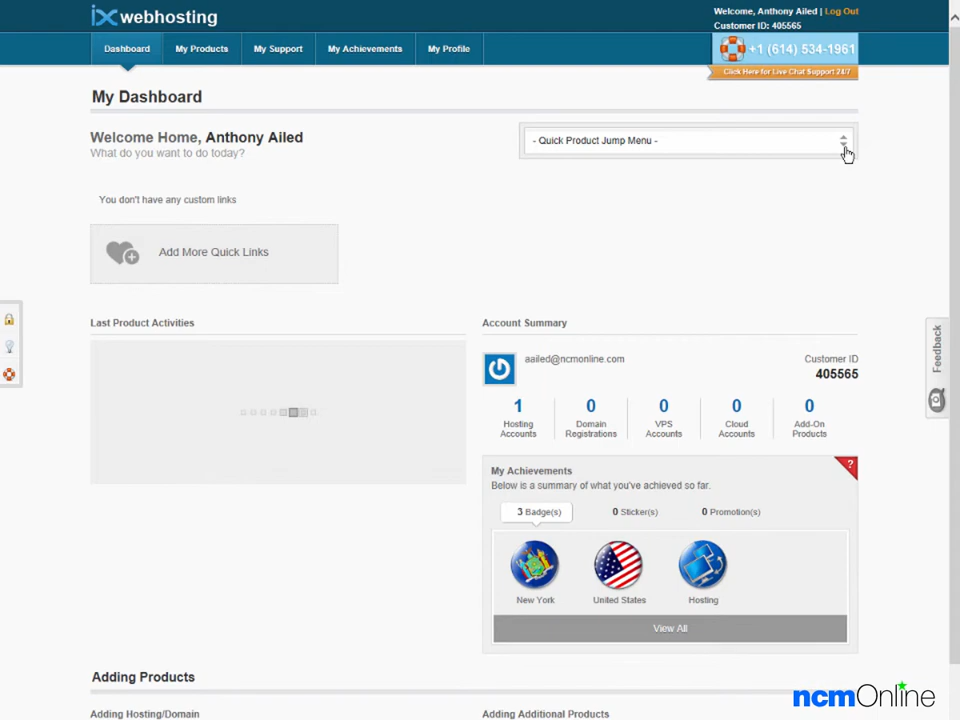 ix webhosting
Welcome, Anthony Ailed | Log Out
Customer ID: 405565
Dashboard
My Products
My Support
My Achievements
My Profile
+1 (614) 534-1961
Click Here for Live Chat Support 24/7
My Dashboard
Welcome Home, Anthony Ailed
What do you want to do today?
- Quick Product Jump Menu -
You don't have any custom links
Add More Quick Links
Feedback
Last Product Activities
Account Summary
aailed@ncmonline.com
Customer ID
405565
1
Hosting
Accounts
0
Domain
Registrations
0
VPS
Accounts
0
Cloud
Accounts
0
Add-On
Products
My Achievements
?
Below is a summary of what you've achieved so far.
3 Badge(s)
0 Sticker(s)
0 Promotion(s)
New York
United States
Hosting
View All
Adding Products
Adding Hosting/Domain
Adding Additional Products
ncmOnline